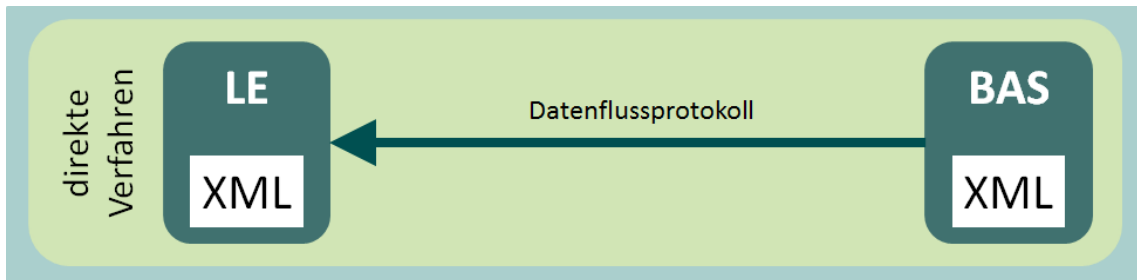 direkte
Verfahren
LE
XML
Datenflussprotokoll
BAS
XML